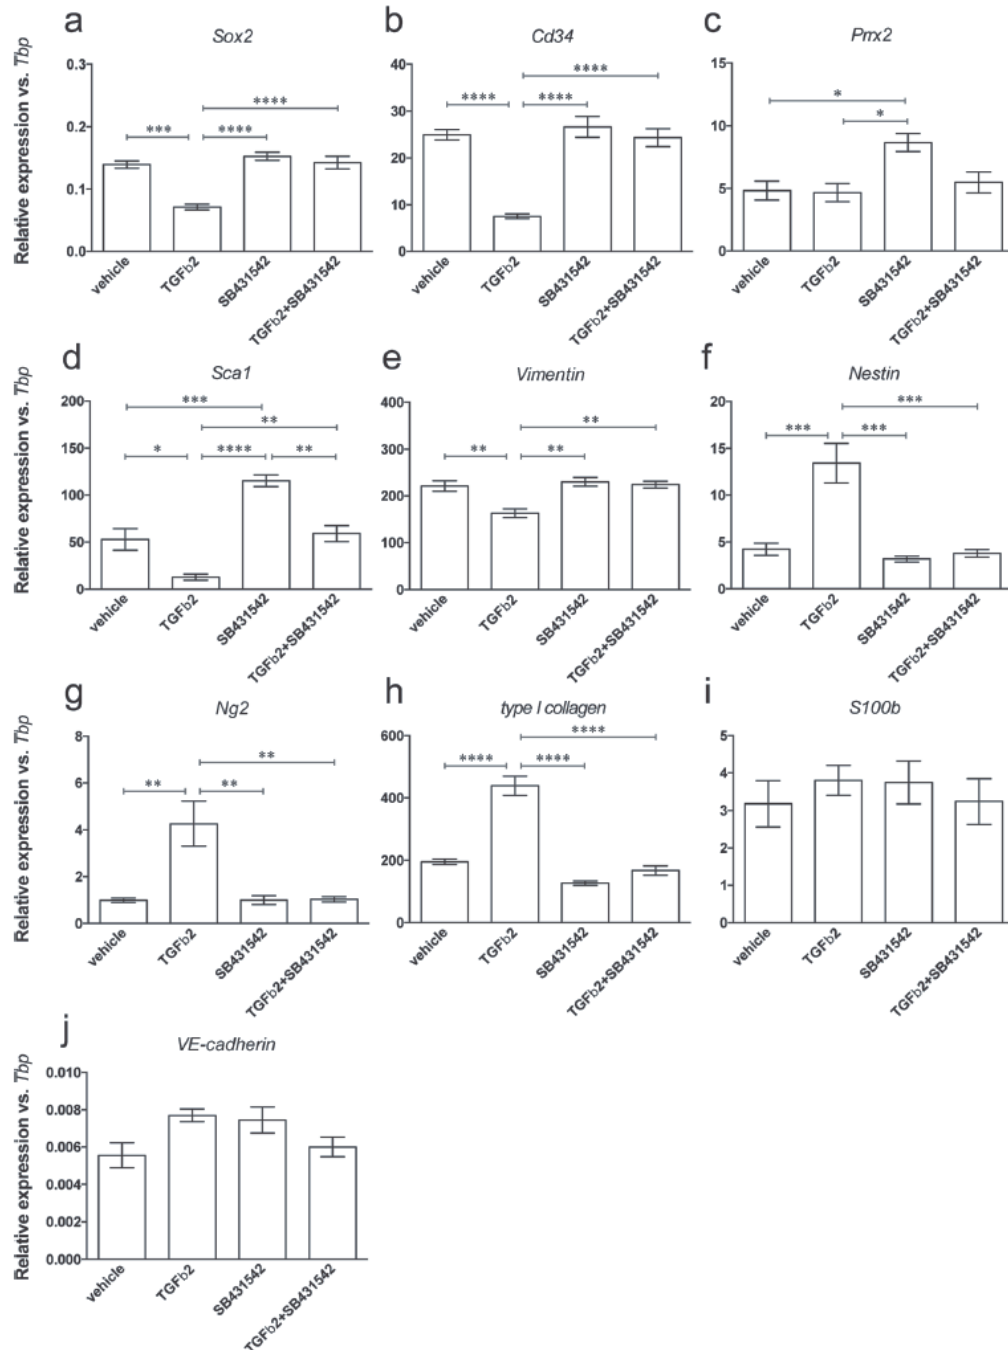 a
Sox2
Relative expression vs. Tbp
0.3
0.2
0.1
0.0
***
****
****
vehicle
TGFb2
SB431542
TGFb2+SB431542
b
Cd34
40
30
20
10
0
****
****
****
vehicle
TGFb2
SB431542
TGFb2+SB431542
c
Prrx2
15
10
5
0
*
*
vehicle
TGFb2
SB431542
TGFb2+SB431542
d
Sca1
Relative expression vs. Tbp
200
150
100
50
0
***
**
*
****
**
vehicle
TGFb2
SB431542
TGFb2+SB431542
e
Vimentin
400
300
200
100
0
**
**
**
vehicle
TGFb2
SB431542
TGFb2+SB431542
f
Nestin
20
15
10
5
0
***
***
***
vehicle
TGFb2
SB431542
TGFb2+SB431542
g
Ng2
Relative expression vs. Tbp
8
6
4
2
0
**
**
**
vehicle
TGFb2
SB431542
TGFb2+SB431542
h
type I collagen
600
400
200
0
****
****
****
vehicle
TGFb2
SB431542
TGFb2+SB431542
i
S100b
5
4
3
2
1
0
vehicle
TGFb2
SB431542
TGFb2+SB431542
j
VE-cadherin
Relative expression vs. Tbp
0.010
0.008
0.006
0.004
0.002
0.000
vehicle
TGFb2
SB431542
TGFb2+SB431542